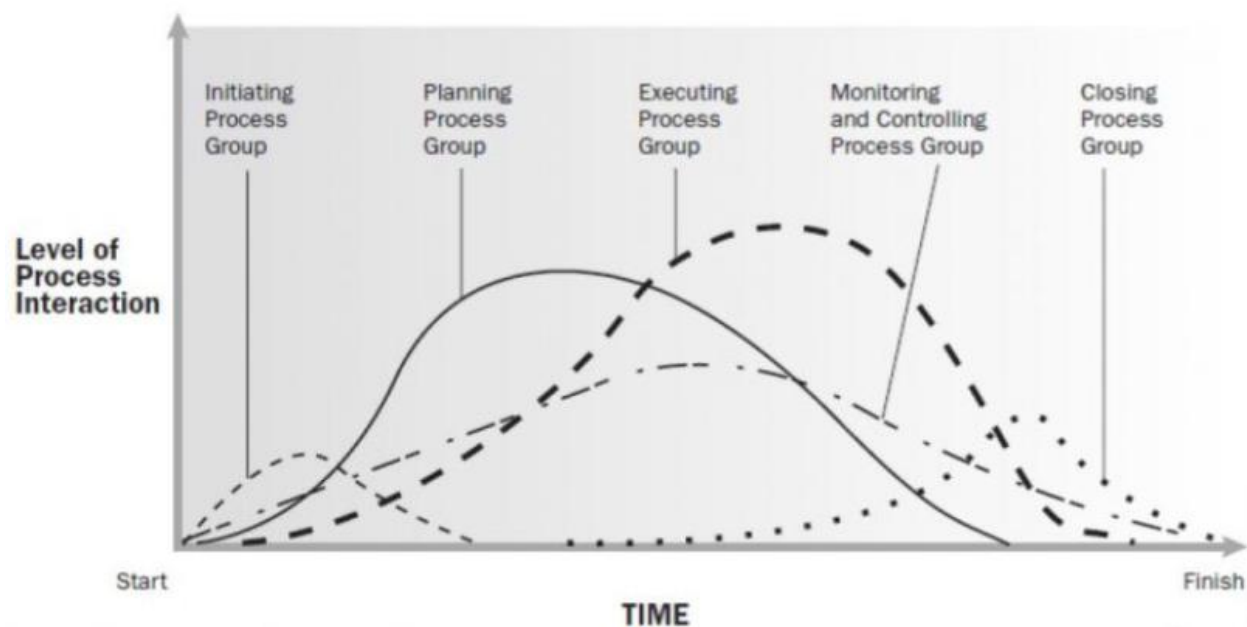 Initiating
Process
Group
Planning
Process
Group
Executing
Process
Group
Monitoring
and Controlling
Process Group
Closing
Process
Group
Level of
Process
Interaction
Start
Finish
TIME